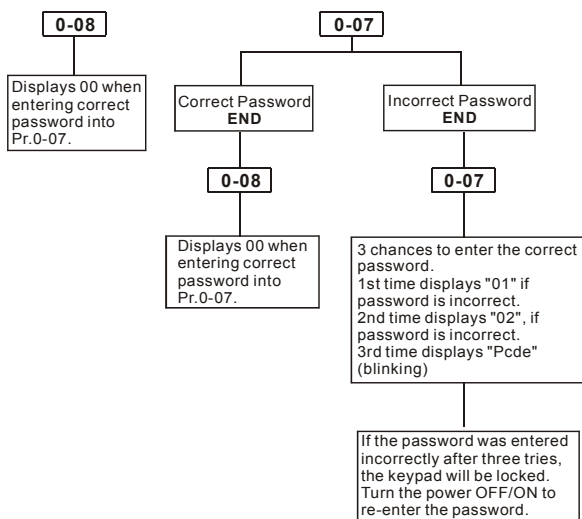 0-08
Displays 00 when
entering correct
password into
Pr.0-07.
0-07
Correct Password
END
0-08
Displays 00 when
entering correct
password into
Pr.0-07.
Incorrect Password
END
0-07
3 chances to enter the correct
password.
1st time displays "01" if
password is incorrect.
2nd time displays "02", if
password is incorrect.
3rd time displays "Pcde"
(blinking)
If the password was entered
incorrectly after three tries,
the keypad will be locked.
Turn the power OFF/ON to
re-enter the password.